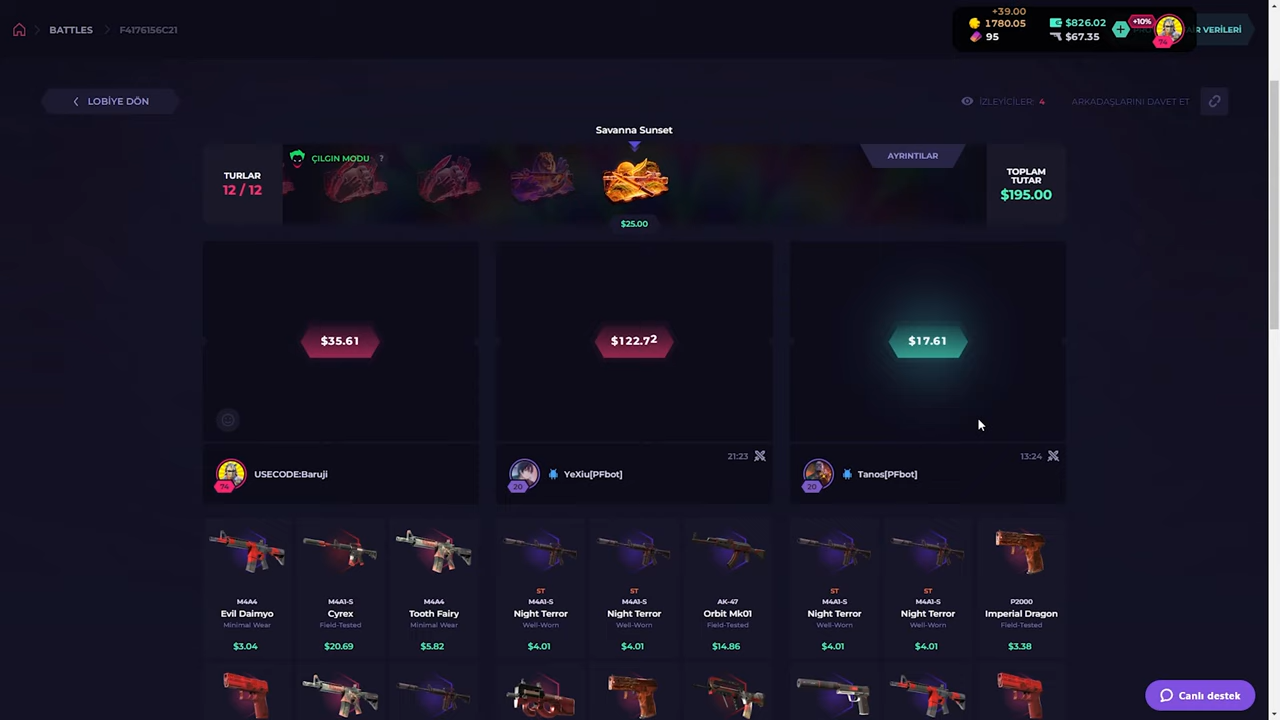 BATTLES
F4176156C21
+39.00
1780.05
95
$826.02
$67.35
+10%
74
VERİLERİ
LOBİYE DÖN
İZLEYİCİLER: 4
ARKADAŞLARINI DAVET ET
Savanna Sunset
TURLAR
12 / 12
ÇILGIN MODU ?
AYRINTILAR
TOPLAM
TUTAR
$195.00
$25.00
$35.61
$122.72
$17.61
USECODE:Baruji
74
21:23
YeXiu[PFbot]
20
13:24
Tanos[PFbot]
20
M4A4
Evil Daimyo
Minimal Wear
$3.04
M4A1-S
Cyrex
Field-Tested
$20.69
M4A4
Tooth Fairy
Minimal Wear
$5.82
ST
M4A1-S
Night Terror
Well-Worn
$4.01
ST
M4A1-S
Night Terror
Well-Worn
$4.01
AK-47
Orbit Mk01
Field-Tested
$14.86
ST
M4A1-S
Night Terror
Well-Worn
$4.01
ST
M4A1-S
Night Terror
Well-Worn
$4.01
P2000
Imperial Dragon
Field-Tested
$3.38
Canlı destek